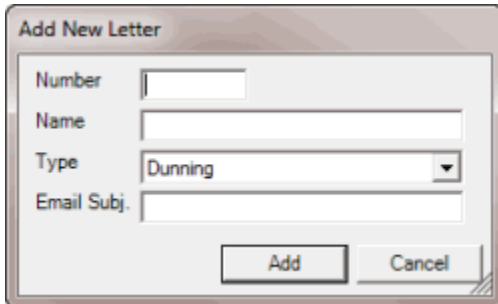 Add New Letter
Number
Name
Type Dunning
Email Subj.
Add Cancel